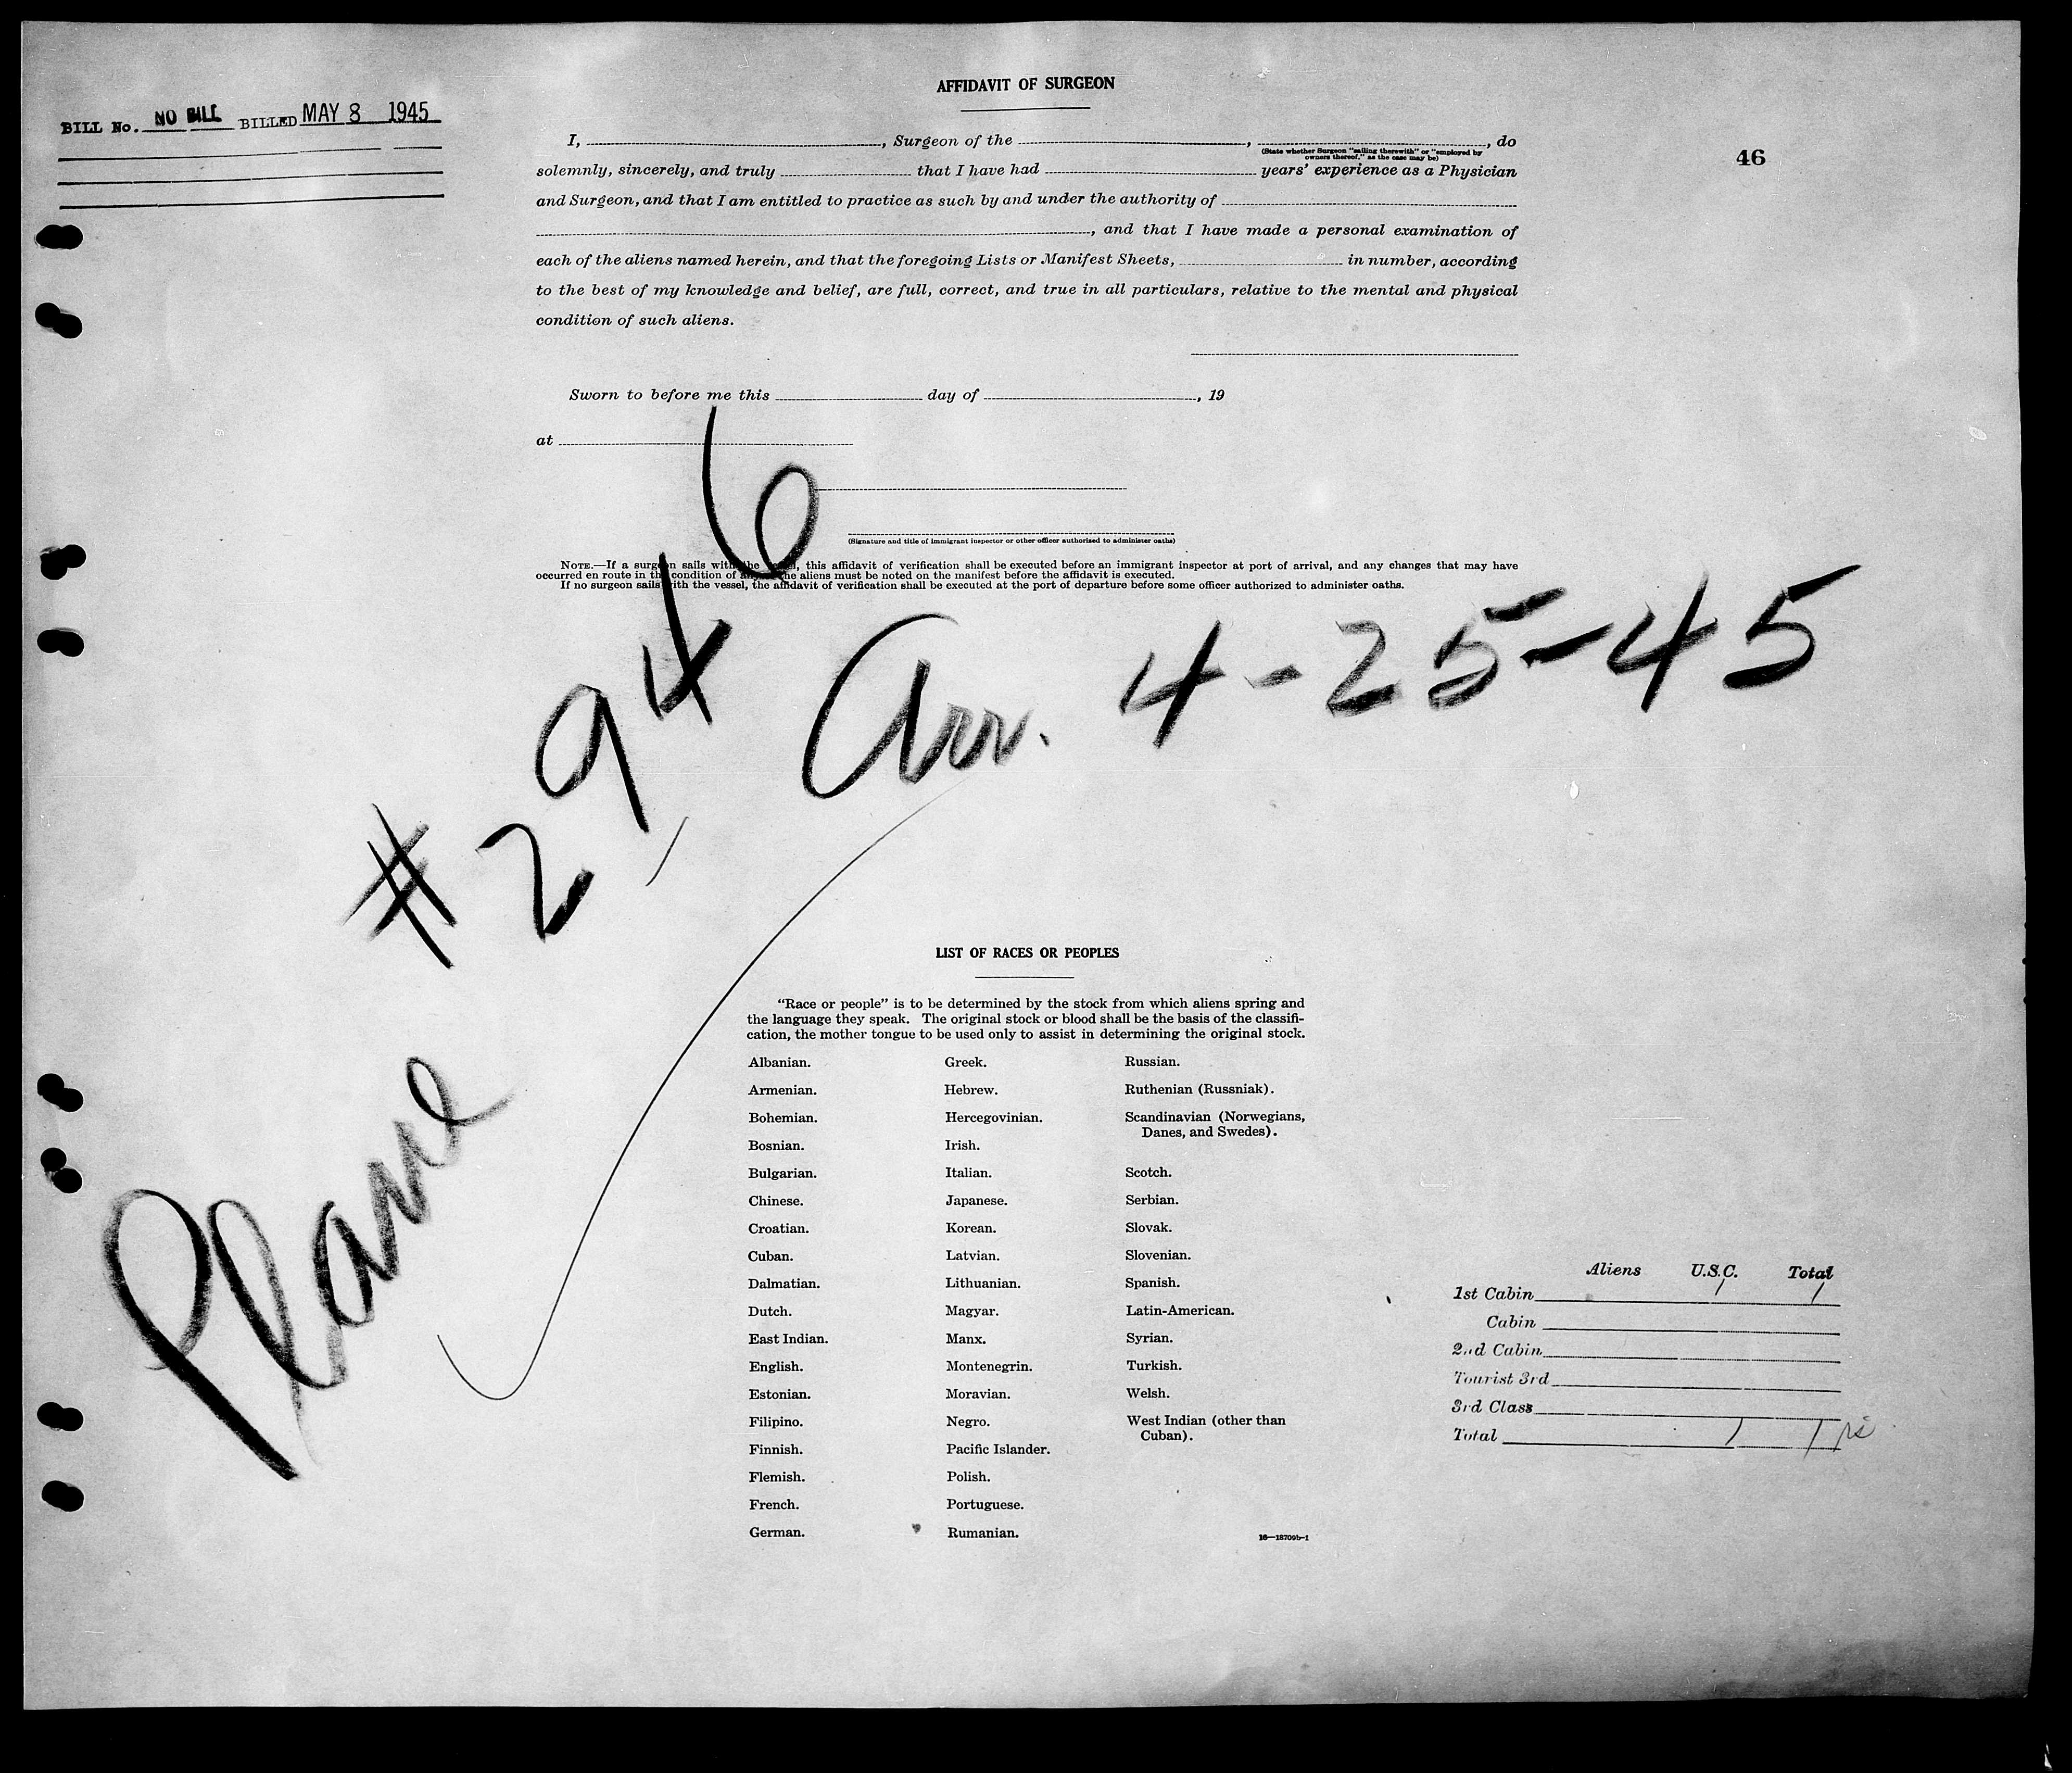 BILL No. NO BILL BILLED MAY 8 1945
AFFIDAVIT OF SURGEON
46
I, , Surgeon of the , , do
(State whether Surgeon "sailing therewith" or "employed by
owners thereof," as the case may be)
solemnly, sincerely, and truly that I have had years' experience as a Physician
and Surgeon, and that I am entitled to practice as such by and under the authority of
, and that I have made a personal examination of
each of the aliens named herein, and that the foregoing Lists or Manifest Sheets, in number, according
to the best of my knowledge and belief, are full, correct, and true in all particulars, relative to the mental and physical
condition of such aliens.
Sworn to before me this day of , 19
at
(Signature and title of immigrant inspector or other officer authorized to administer oaths)
NOTE.—If a surgeon sails with the vessel, this affidavit of verification shall be executed before an immigrant inspector at port of arrival, and any changes that may have
occurred en route in the condition of any of the aliens must be noted on the manifest before the affidavit is executed.
If no surgeon sails with the vessel, the affidavit of verification shall be executed at the port of departure before some officer authorized to administer oaths.
Plane # 2946
Arr. 4-25-45
LIST OF RACES OR PEOPLES
"Race or people" is to be determined by the stock from which aliens spring and
the language they speak. The original stock or blood shall be the basis of the classifi-
cation, the mother tongue to be used only to assist in determining the original stock.
Albanian. Greek. Russian.
Armenian. Hebrew. Ruthenian (Russniak).
Bohemian. Hercegovinian. Scandinavian (Norwegians,
Danes, and Swedes).
Bosnian. Irish.
Bulgarian. Italian. Scotch.
Chinese. Japanese. Serbian.
Croatian. Korean. Slovak.
Cuban. Latvian. Slovenian.
Dalmatian. Lithuanian. Spanish.
Dutch. Magyar. Latin-American.
East Indian. Manx. Syrian.
English. Montenegrin. Turkish.
Estonian. Moravian. Welsh.
Filipino. Negro. West Indian (other than
Cuban).
Finnish. Pacific Islander.
Flemish. Polish.
French. Portuguese.
German. Rumanian.
16—18709b-1
Aliens U.S.C. Total
1st Cabin 1 1
Cabin
2nd Cabin
Tourist 3rd
3rd Class
Total 1 1